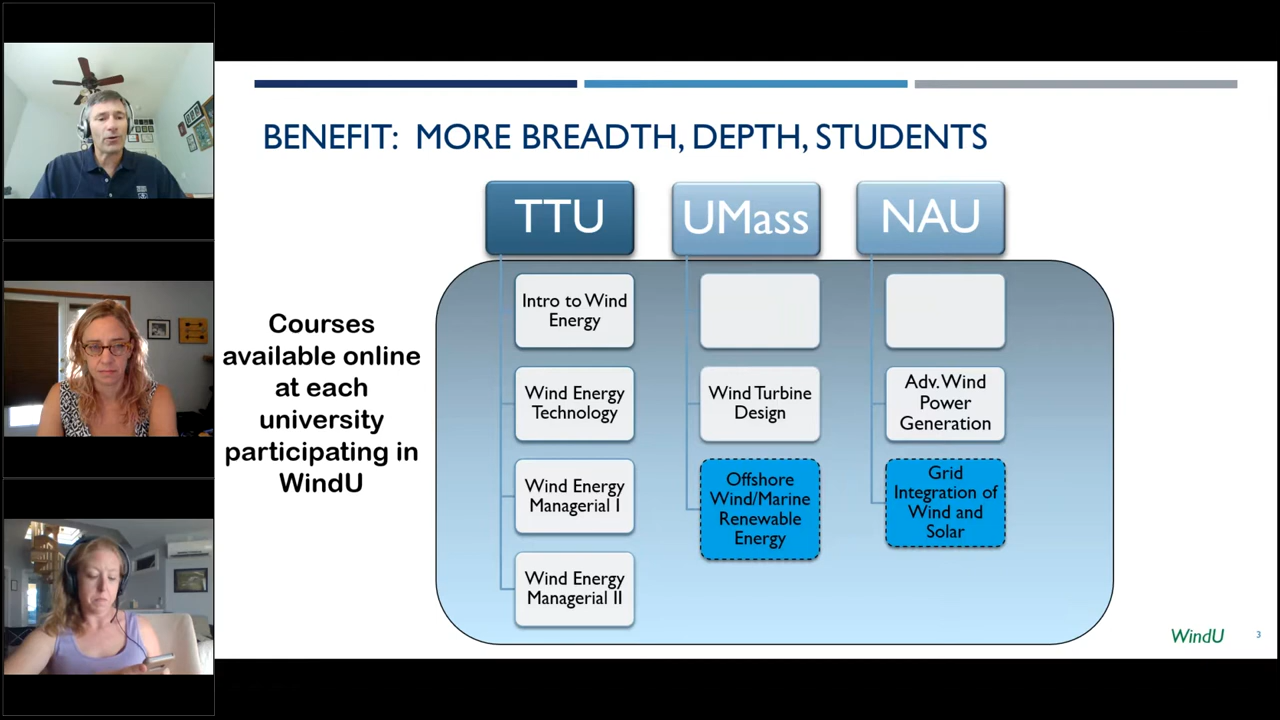 BENEFIT: MORE BREADTH, DEPTH, STUDENTS
TTU
UMass
NAU
Courses
available online
at each
university
participating in
WindU
Intro to Wind
Energy
Wind Energy
Technology
Wind Energy
Managerial I
Wind Energy
Managerial II
Wind Turbine
Design
Offshore
Wind/Marine
Renewable
Energy
Adv. Wind
Power
Generation
Grid
Integration of
Wind and
Solar
WindU
3